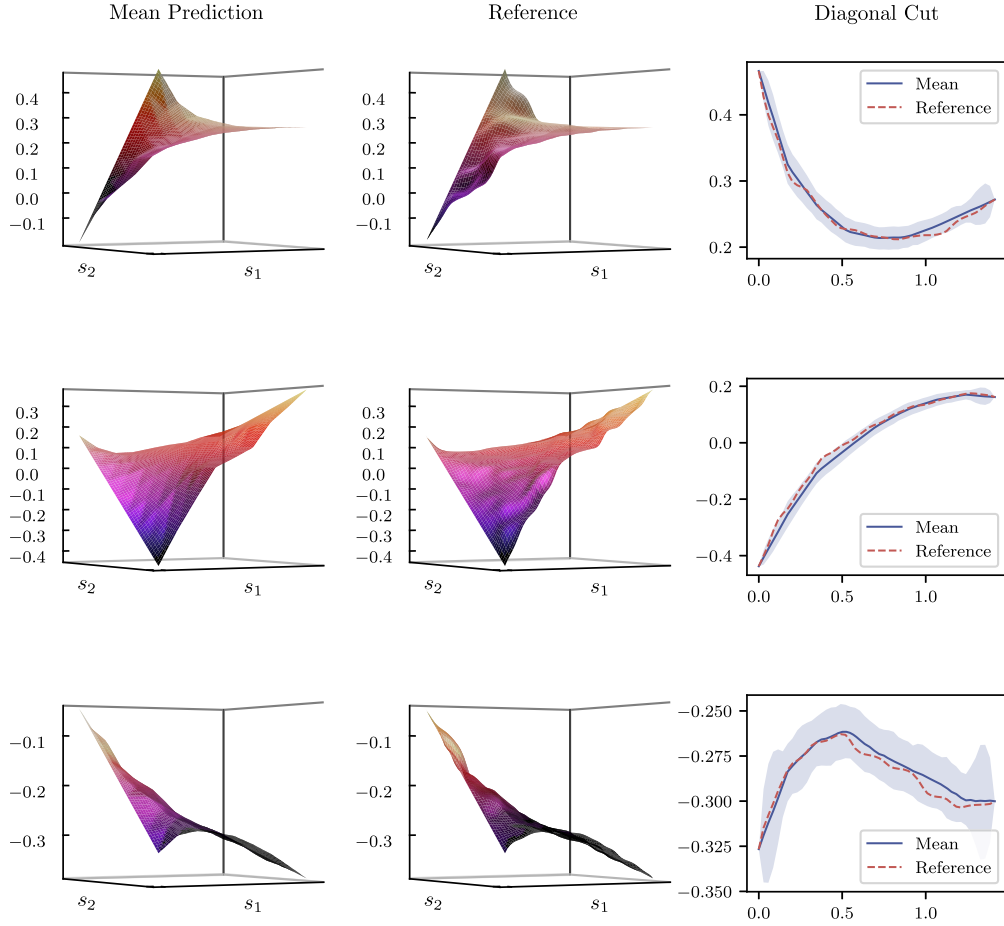 Mean Prediction
Reference
Diagonal Cut
0.4
0.3
0.2
0.1
0.0
−0.1
s₂
s₁
0.4
0.3
0.2
0.1
0.0
−0.1
s₂
s₁
0.4
0.3
0.2
0.0
0.5
1.0
Mean
Reference
0.3
0.2
0.1
0.0
−0.1
−0.2
−0.3
−0.4
s₂
s₁
0.3
0.2
0.1
0.0
−0.1
−0.2
−0.3
−0.4
s₂
s₁
0.2
0.0
−0.2
−0.4
0.0
0.5
1.0
Mean
Reference
−0.1
−0.2
−0.3
s₂
s₁
−0.1
−0.2
−0.3
s₂
s₁
−0.250
−0.275
−0.300
−0.325
−0.350
0.0
0.5
1.0
Mean
Reference